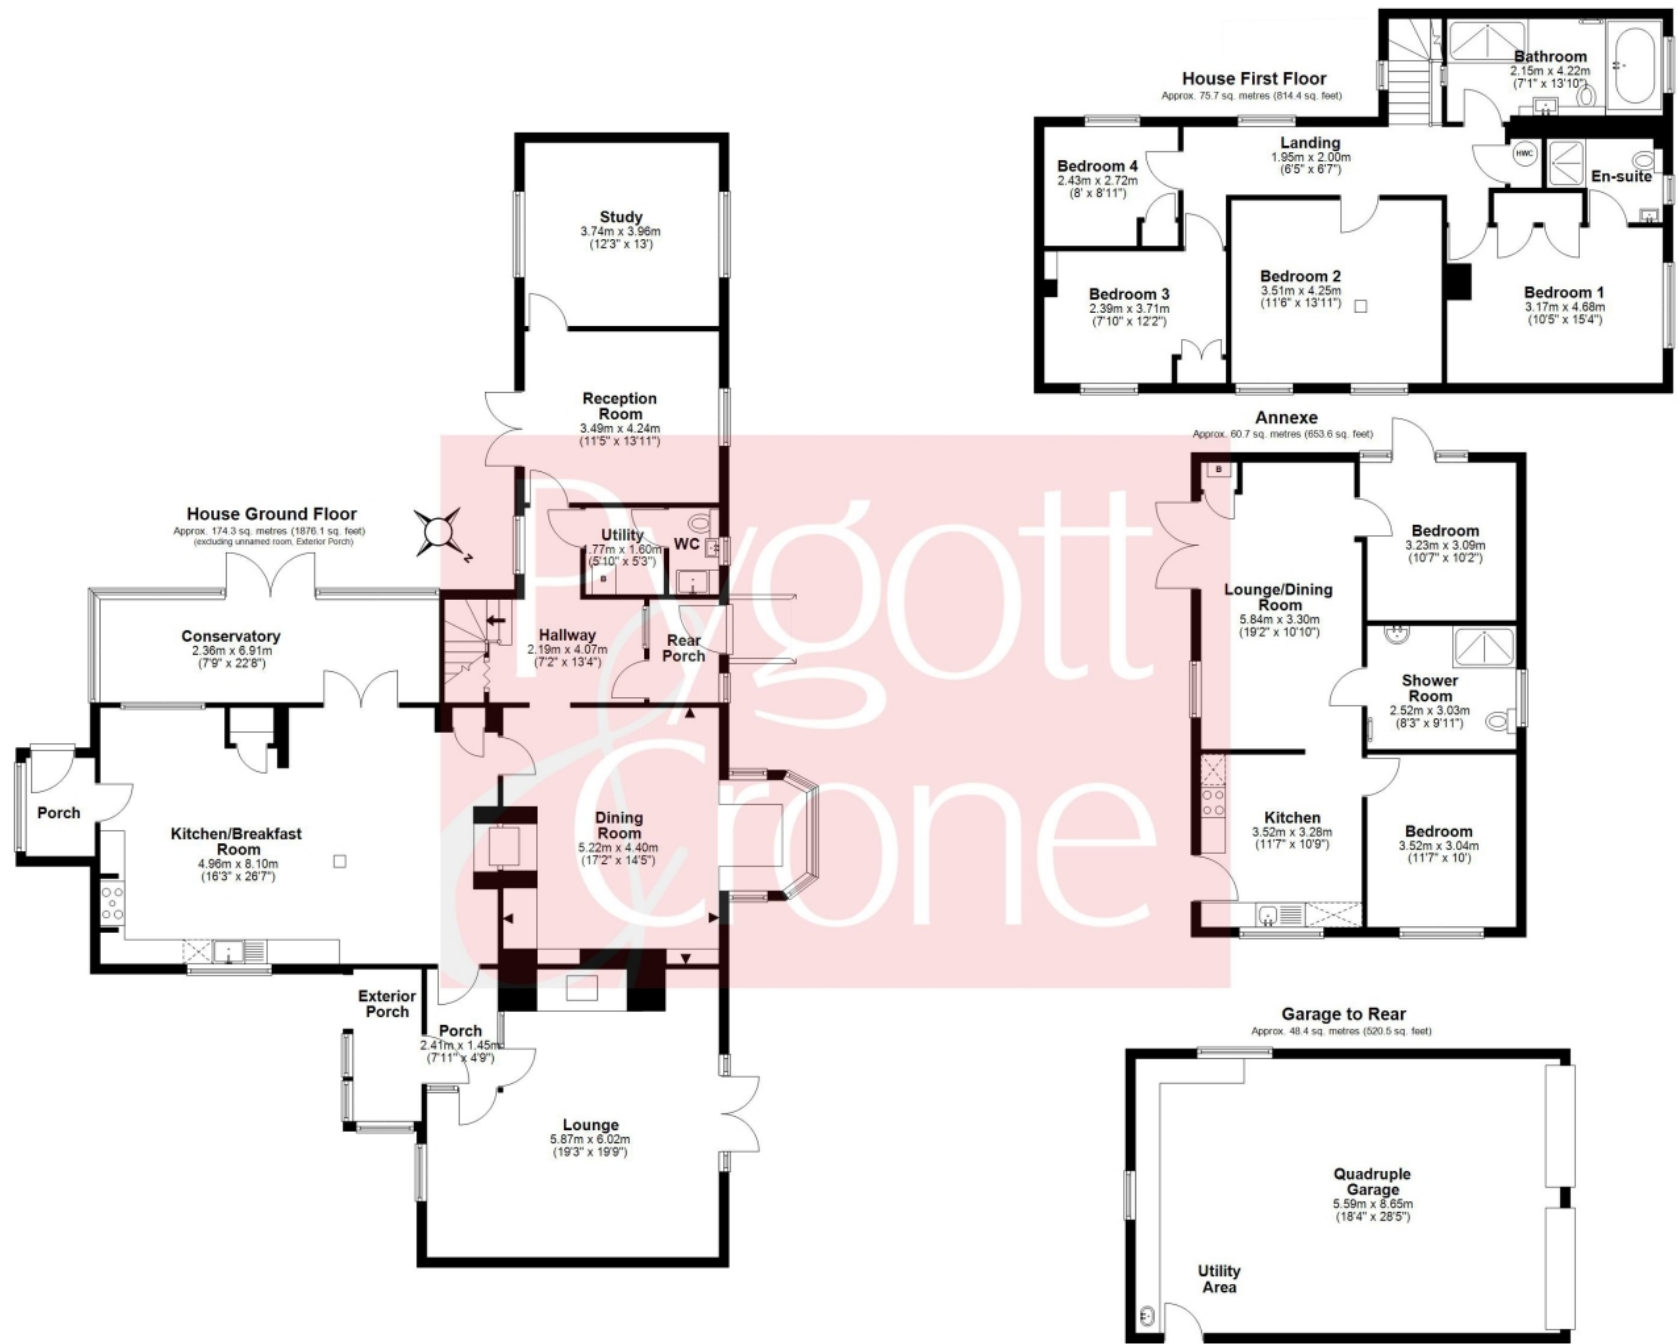 House Ground Floor
Approx. 174.3 sq. metres (1876.1 sq. feet)
(excluding unnamed room, Exterior Porch)
Study
3.74m x 3.96m
(12'3" x 13')
Reception
Room
3.49m x 4.24m
(11'5" x 13'11")
Utility
.77m x 1.60m
(5'10" x 5'3")
B
WC
N
Conservatory
2.36m x 6.91m
(7'9" x 22'8")
Hallway
2.19m x 4.07m
(7'2" x 13'4")
Rear
Porch
Porch
Kitchen/Breakfast
Room
4.96m x 8.10m
(16'3" x 26'7")
Dining
Room
5.22m x 4.40m
(17'2" x 14'5")
Exterior
Porch
Porch
2.41m x 1.45m
(7'11" x 4'9")
Lounge
5.87m x 6.02m
(19'3" x 19'9")
Pygott
&
Crone
House First Floor
Approx. 75.7 sq. metres (814.4 sq. feet)
Bathroom
2.15m x 4.22m
(7'1" x 13'10")
Landing
1.95m x 2.00m
(6'5" x 6'7")
HWC
En-suite
Bedroom 4
2.43m x 2.72m
(8' x 8'11")
Bedroom 3
2.39m x 3.71m
(7'10" x 12'2")
Bedroom 2
3.51m x 4.25m
(11'6" x 13'11")
Bedroom 1
3.17m x 4.68m
(10'5" x 15'4")
Annexe
Approx. 60.7 sq. metres (653.6 sq. feet)
B
Bedroom
3.23m x 3.09m
(10'7" x 10'2")
Lounge/Dining
Room
5.84m x 3.30m
(19'2" x 10'10")
Shower
Room
2.52m x 3.03m
(8'3" x 9'11")
Kitchen
3.52m x 3.28m
(11'7" x 10'9")
Bedroom
3.52m x 3.04m
(11'7" x 10')
Garage to Rear
Approx. 48.4 sq. metres (520.5 sq. feet)
Quadruple
Garage
5.59m x 8.65m
(18'4" x 28'5")
Utility
Area